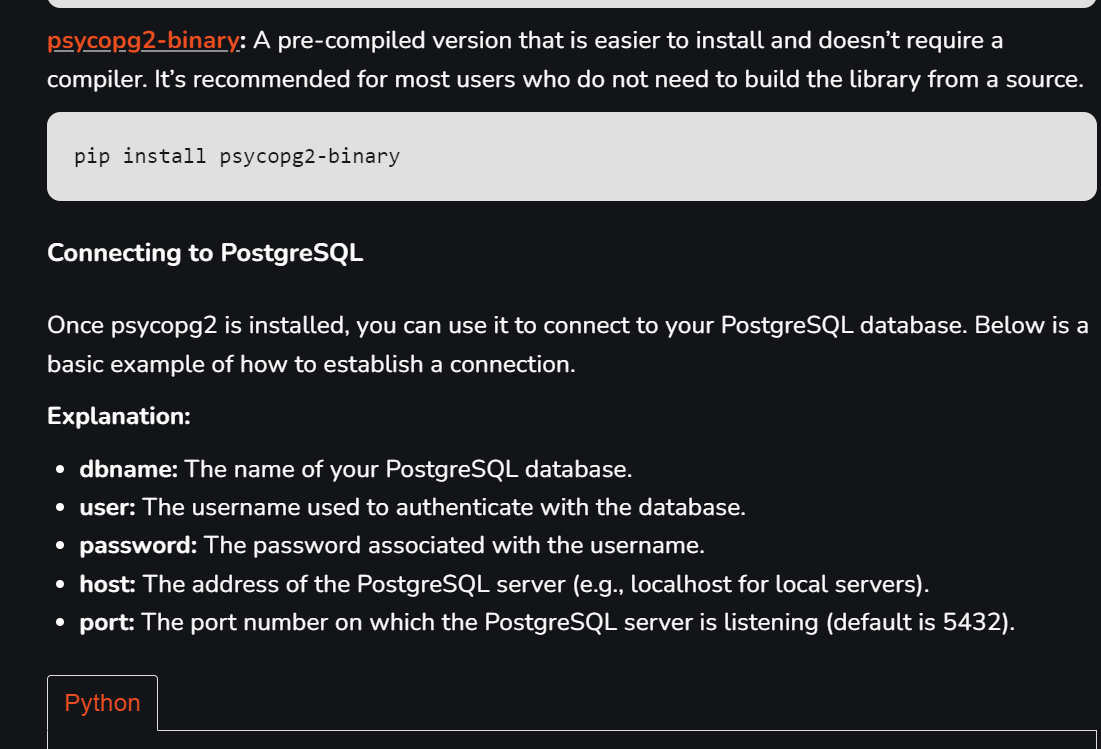 psycopg2-binary: A pre-compiled version that is easier to install and doesn’t require a
compiler. It’s recommended for most users who do not need to build the library from a source.
pip install psycopg2-binary
Connecting to PostgreSQL
Once psycopg2 is installed, you can use it to connect to your PostgreSQL database. Below is a
basic example of how to establish a connection.
Explanation:
• dbname: The name of your PostgreSQL database.
• user: The username used to authenticate with the database.
• password: The password associated with the username.
• host: The address of the PostgreSQL server (e.g., localhost for local servers).
• port: The port number on which the PostgreSQL server is listening (default is 5432).
Python